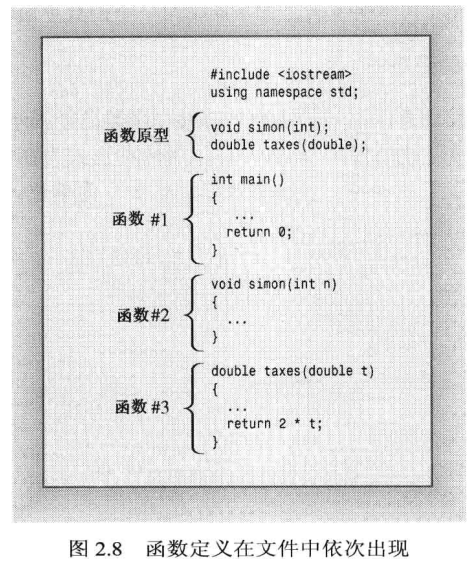 #include <iostream>
using namespace std;
函数原型
void simon(int);
double taxes(double);
函数 #1
int main()
{
...
return 0;
}
函数#2
void simon(int n)
{
...
}
函数 #3
double taxes(double t)
{
...
return 2 * t;
}
图 2.8 函数定义在文件中依次出现